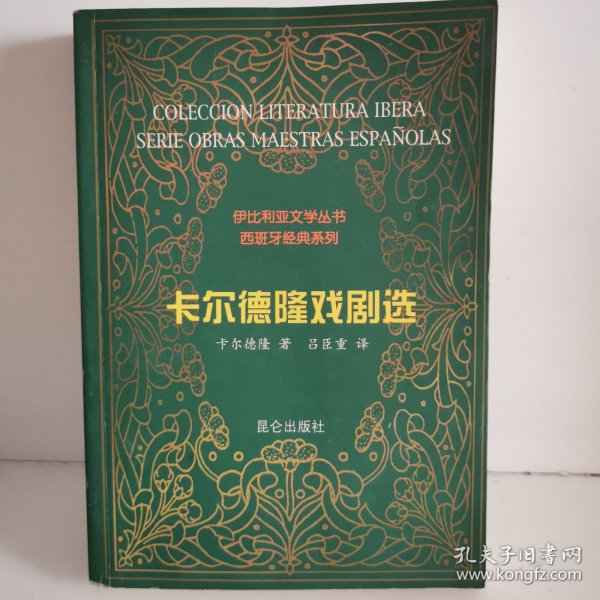 COLECCION LITERATURA IBERA
SERIE OBRAS MAESTRAS ESPAÑOLAS
伊比利亚文学丛书
西班牙经典系列
卡尔德隆戏剧选
卡尔德隆 著 吕臣重 译
昆仑出版社
孔夫子旧书网
www.kongfz.com